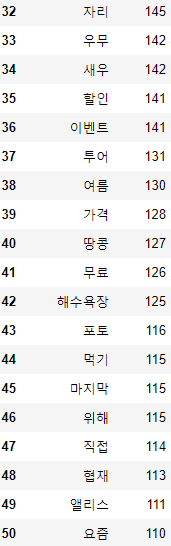 32 자리 145
33 우무 142
34 새우 142
35 할인 141
36 이벤트 141
37 투어 131
38 여름 130
39 가격 128
40 땅콩 127
41 무료 126
42 해수욕장 125
43 포토 116
44 먹기 115
45 마지막 115
46 위해 115
47 직접 114
48 협재 113
49 앨리스 111
50 요즘 110